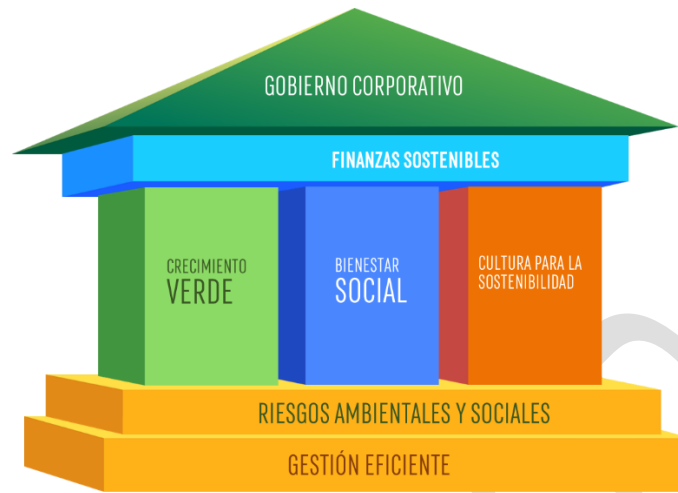 GOBIERNO CORPORATIVO
FINANZAS SOSTENIBLES
CRECIMIENTO
VERDE
BIENESTAR
SOCIAL
CULTURA PARA LA
SOSTENIBILIDAD
RIESGOS AMBIENTALES Y SOCIALES
GESTIÓN EFICIENTE